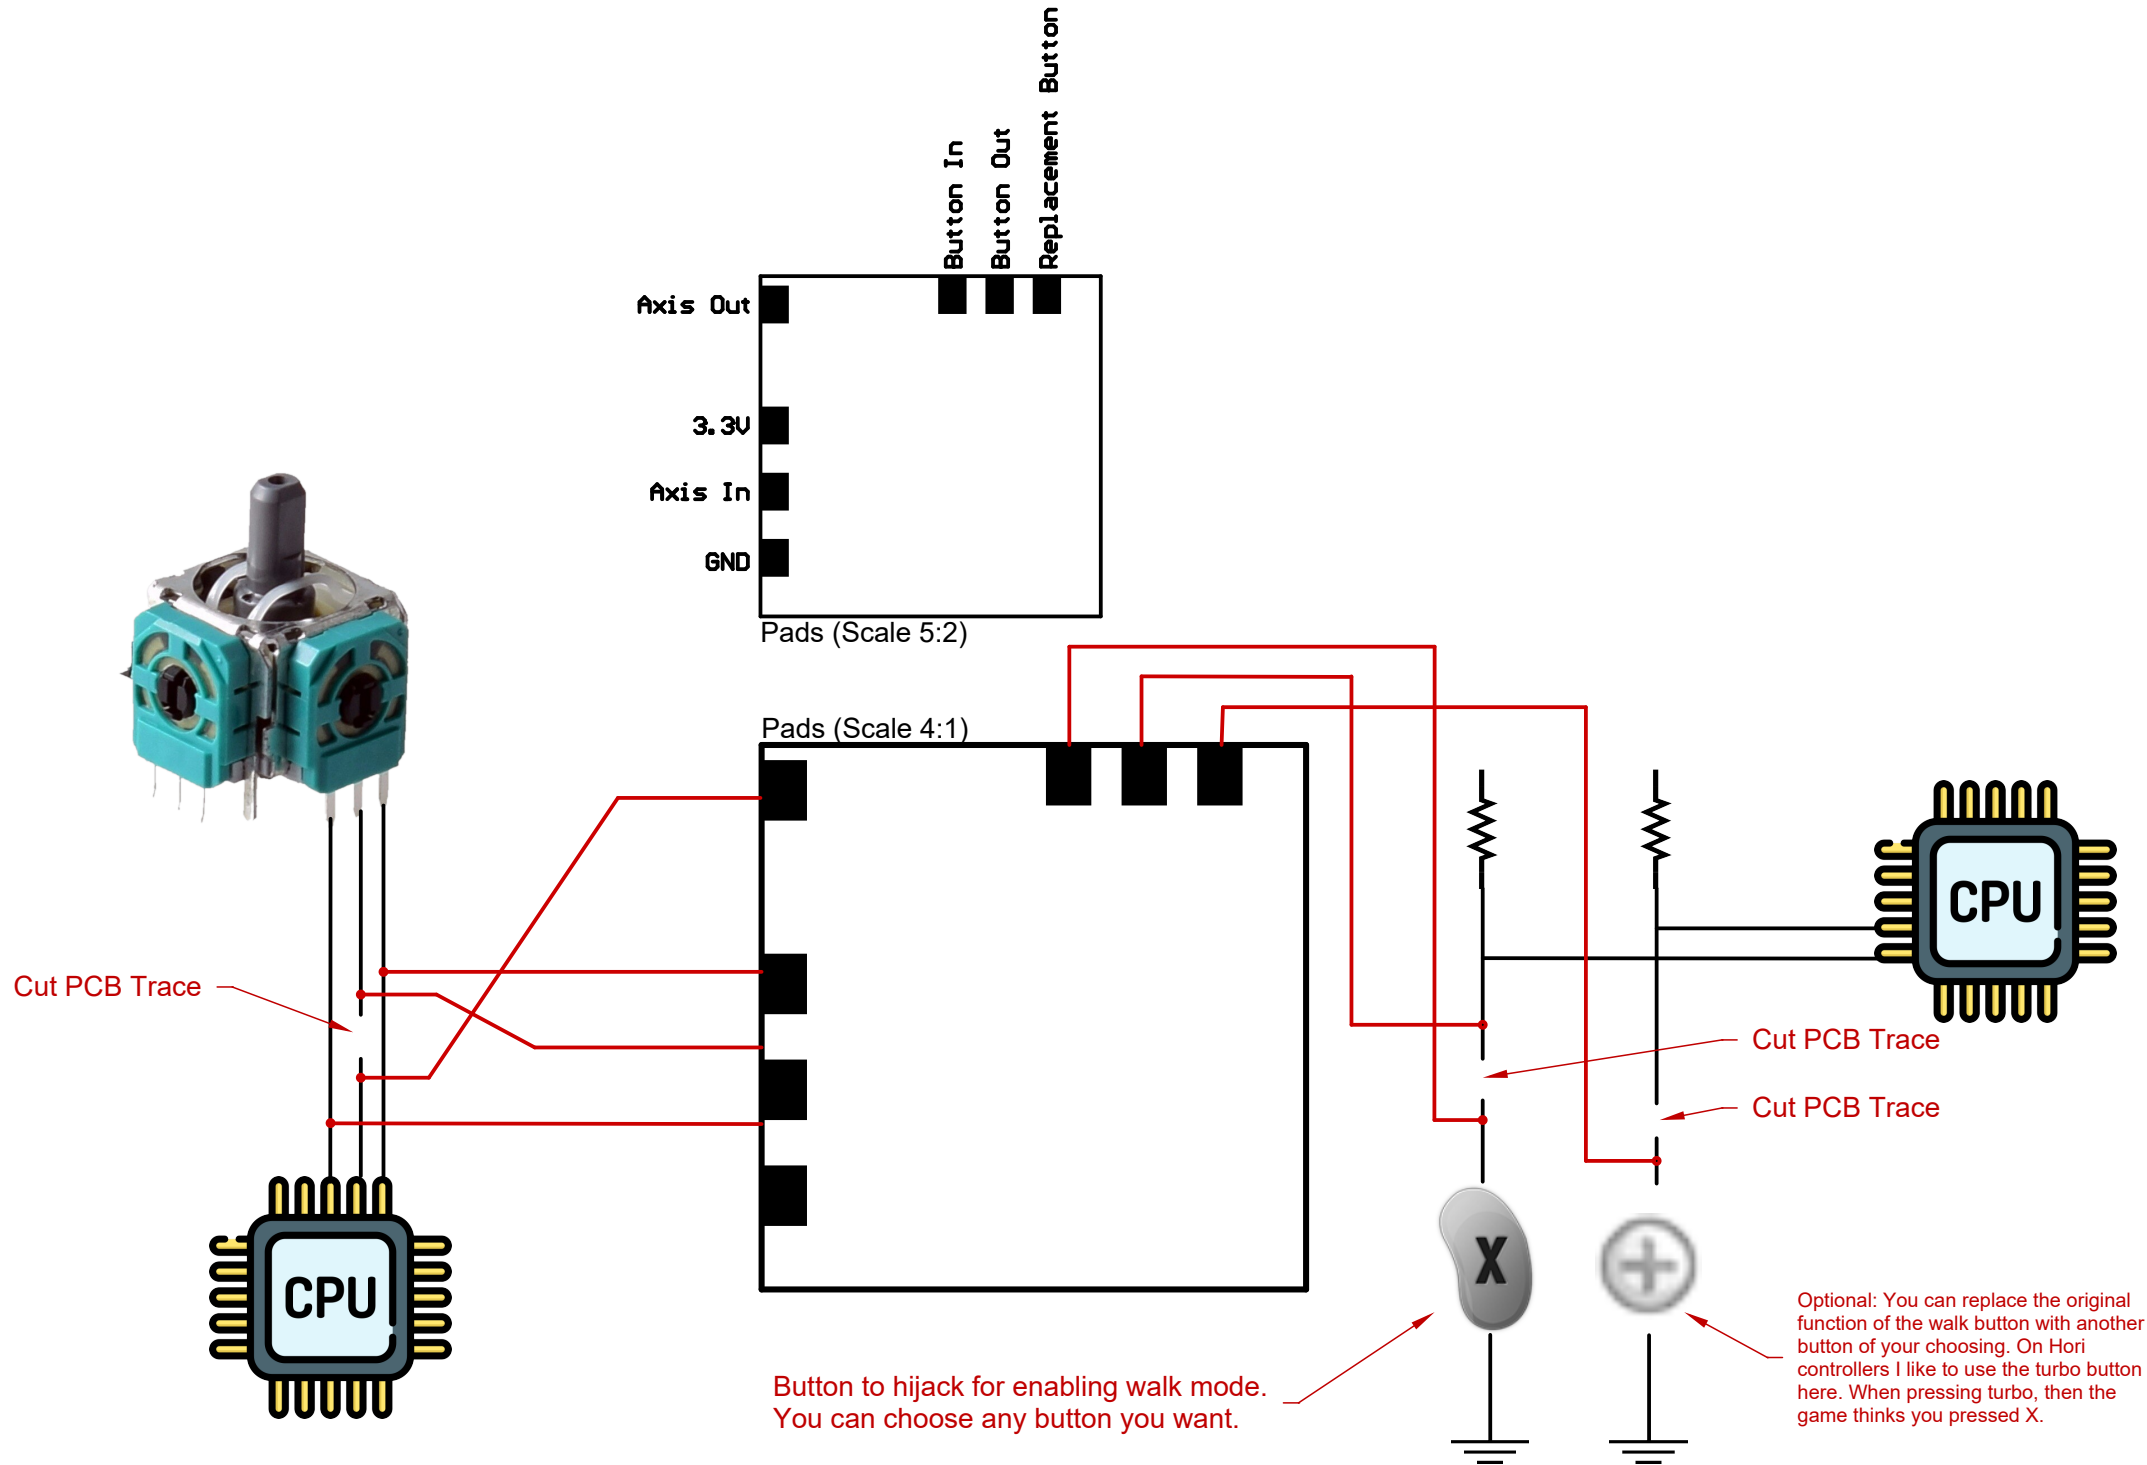 Button In
Button Out
Replacement Button
Axis Out
3.3V
Axis In
GND
Pads (Scale 5:2)
Pads (Scale 4:1)
CPU
Cut PCB Trace
Cut PCB Trace
Cut PCB Trace
CPU
X
Optional: You can replace the original
function of the walk button with another
button of your choosing. On Hori
controllers I like to use the turbo button
here. When pressing turbo, then the
game thinks you pressed X.
Button to hijack for enabling walk mode.
You can choose any button you want.